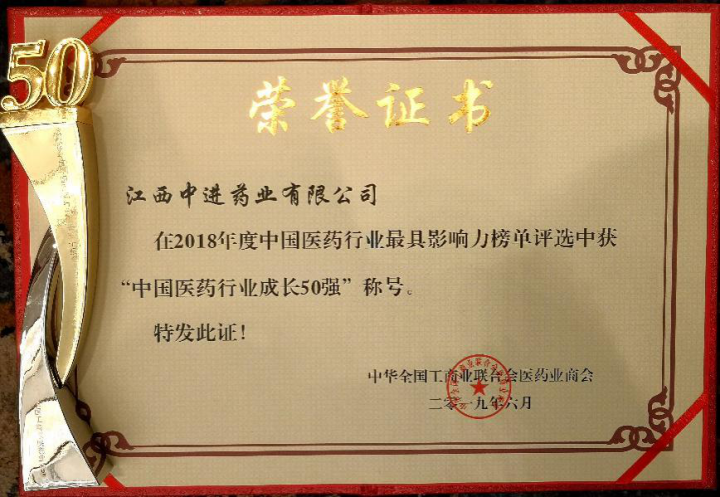 50
荣誉证书
江西中进药业有限公司
在2018年度中国医药行业最具影响力榜单评选中获
“中国医药行业成长50强”称号。
特发此证！
中华全国工商业联合会医药业商会
二零一九年六月